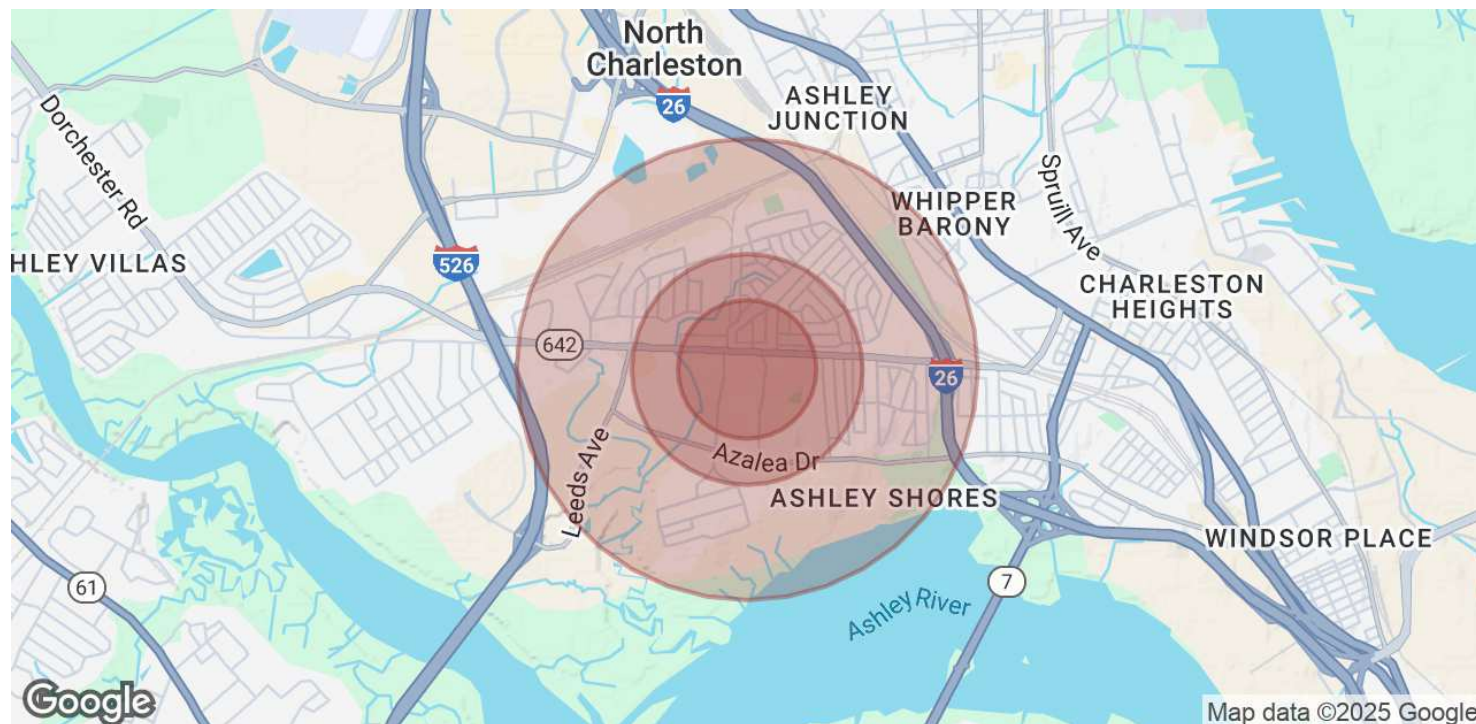 North
Charleston
26
ASHLEY
JUNCTION
Dorchester Rd
Spruill Ave
WHIPPER
BARONY
HLEY VILLAS
526
CHARLESTON
HEIGHTS
642
26
Leeds Ave
Azalea Dr
ASHLEY SHORES
WINDSOR PLACE
61
7
Ashley River
Google
Map data ©2025 Google